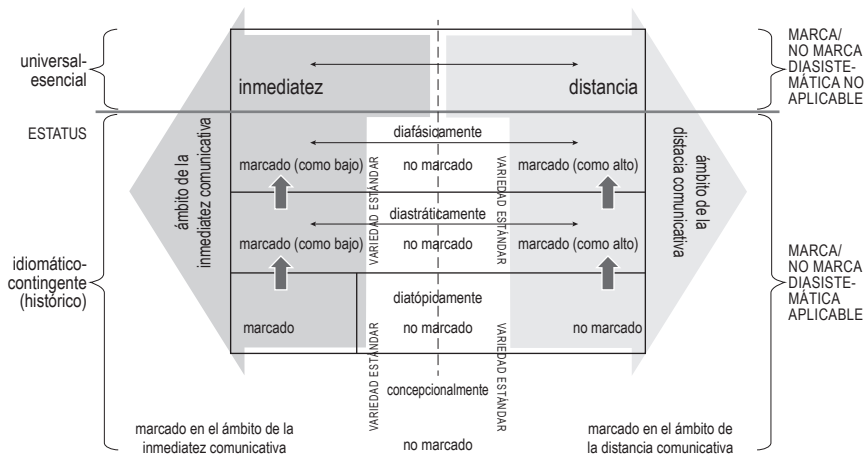 universal-
esencial
inmediatez
distancia
MARCA/
NO MARCA
DIASISTE-
MÁTICA NO
APLICABLE
ESTATUS
ámbito de la
inmediatez comunicativa
ámbito de la
distacia comunicativa
diafásicamente
marcado (como bajo)
no marcado
marcado (como alto)
VARIEDAD ESTÁNDAR
VARIEDAD ESTÁNDAR
diastráticamente
marcado (como bajo)
no marcado
marcado (como alto)
idiomático-
contingente
(histórico)
MARCA/
NO MARCA
DIASISTE-
MÁTICA
APLICABLE
diatópicamente
marcado
no marcado
no marcado
VARIEDAD ESTÁNDAR
VARIEDAD ESTÁNDAR
concepcionalmente
marcado en el ámbito de la
inmediatez comunicativa
no marcado
marcado en el ámbito de
la distancia comunicativa